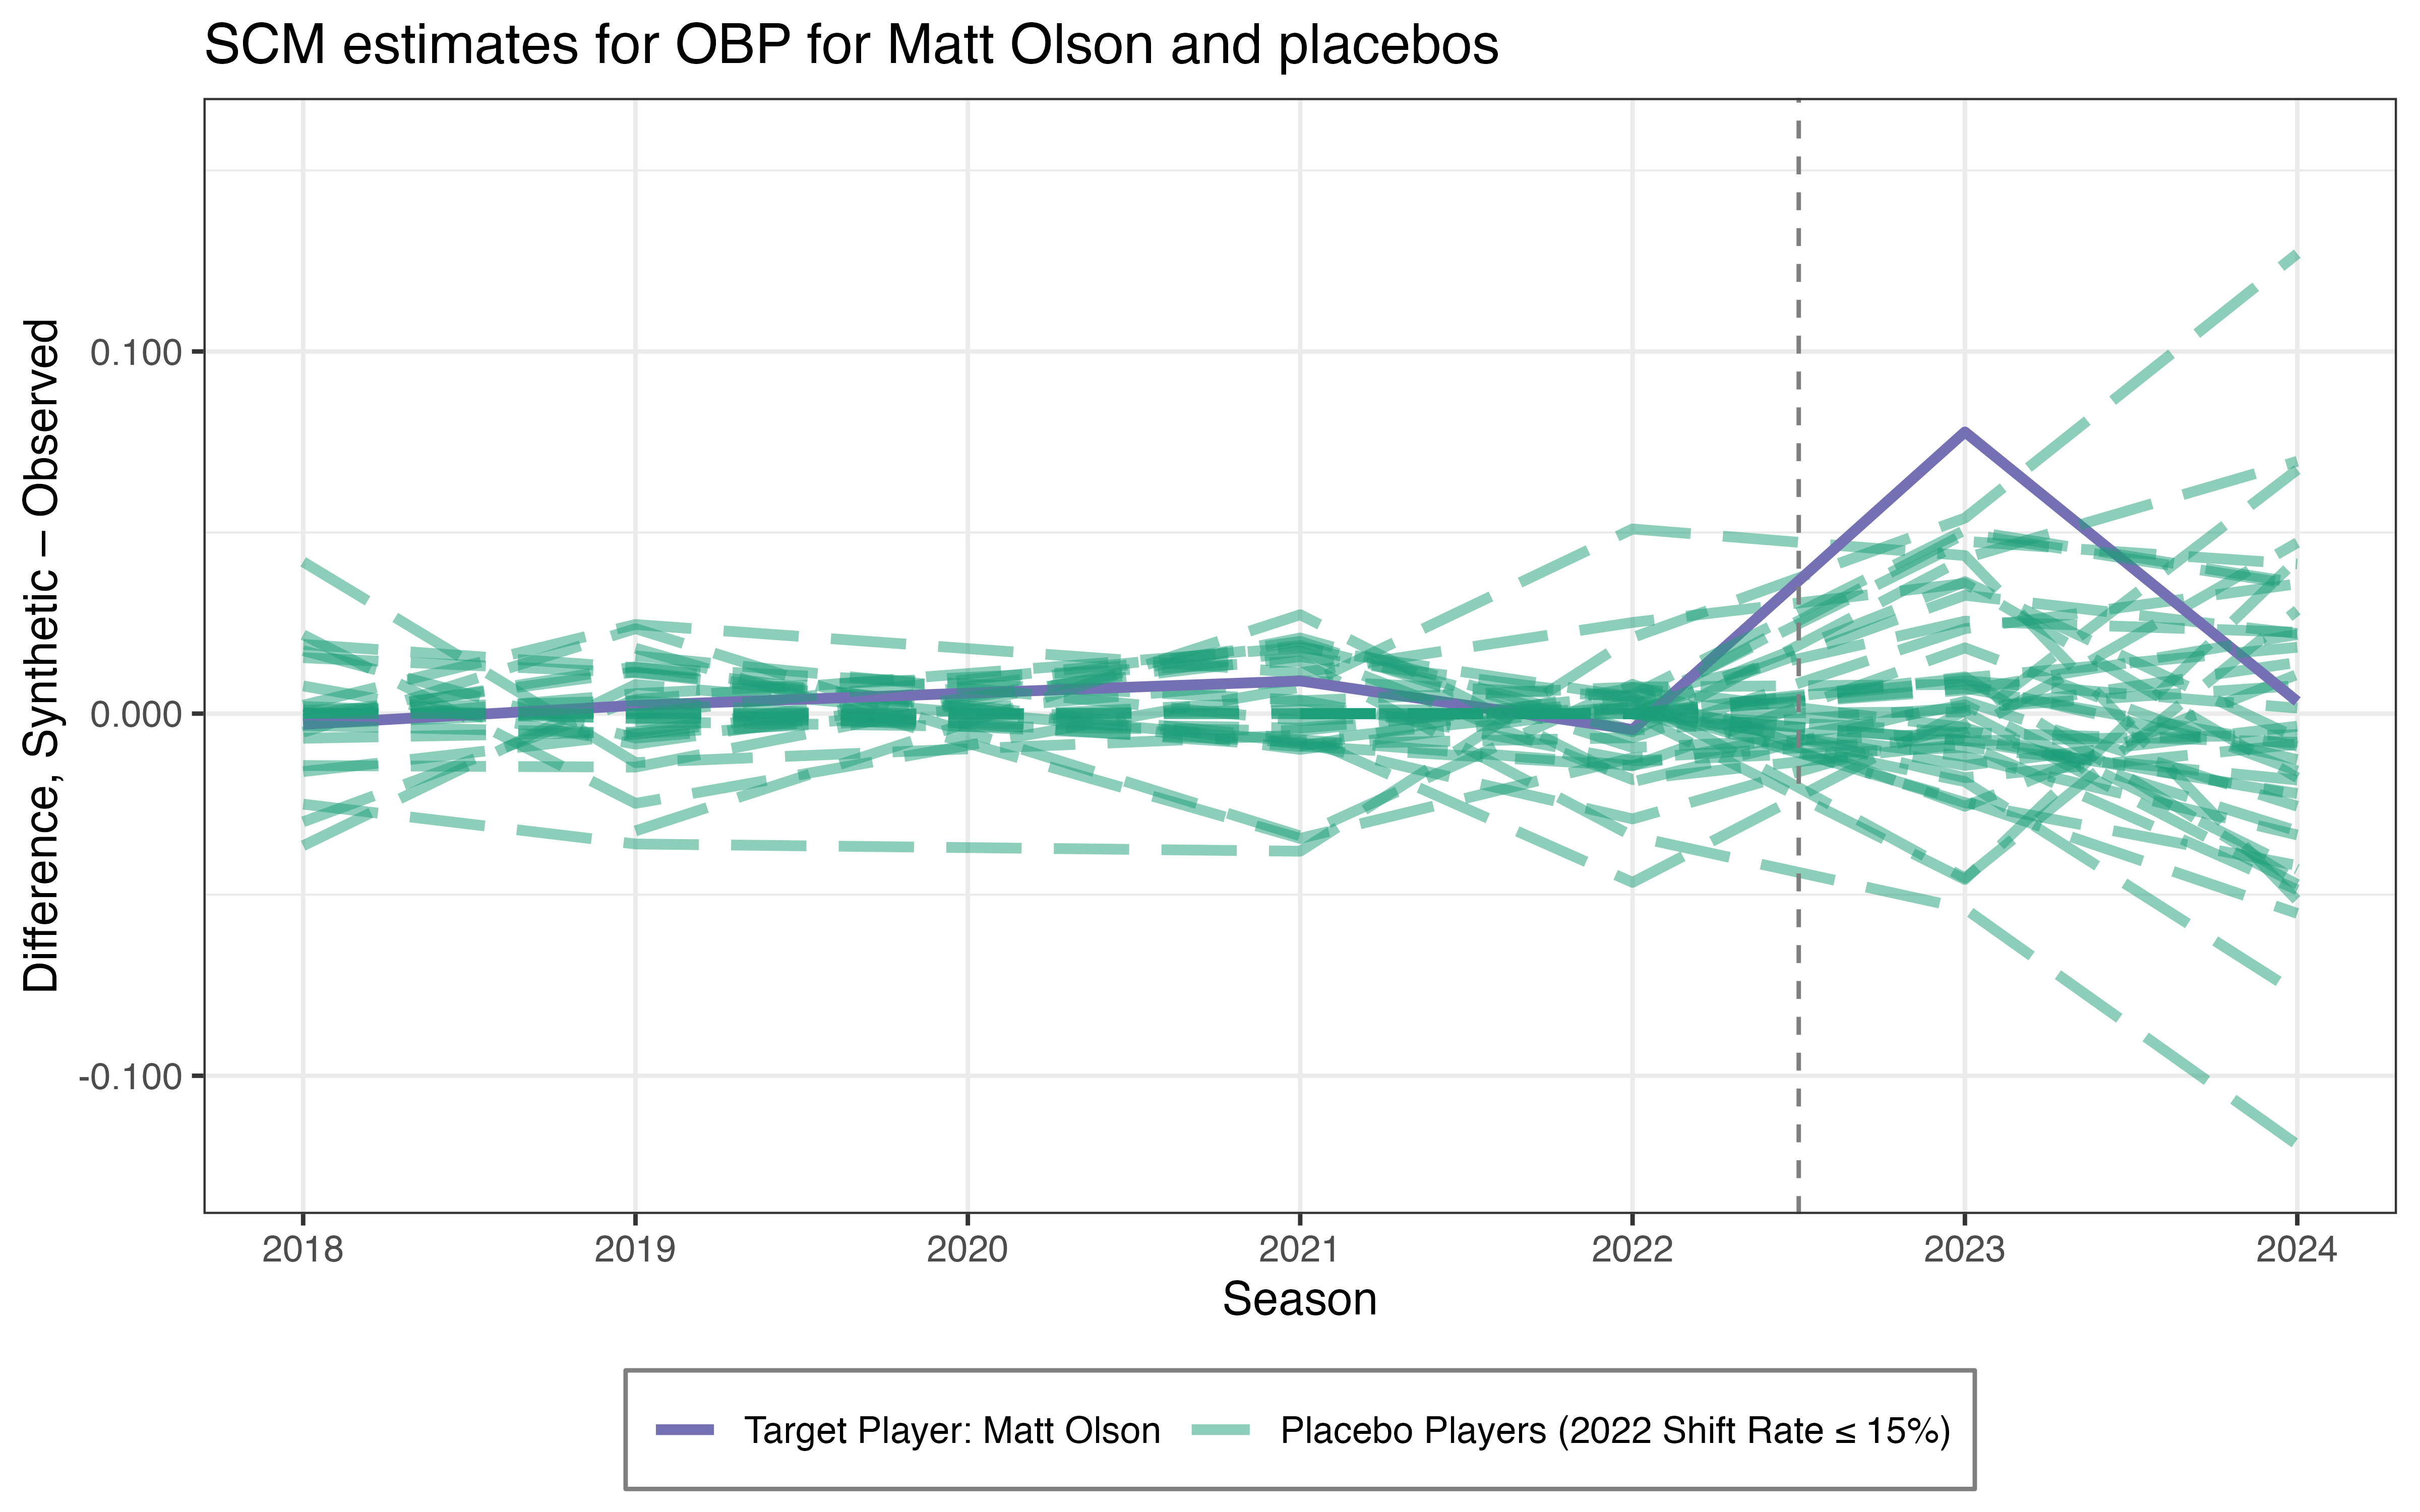 SCM estimates for OBP for Matt Olson and placebos
Difference, Synthetic − Observed
0.100
0.000
-0.100
2018 2019 2020 2021 2022 2023 2024
Season
Target Player: Matt Olson Placebo Players (2022 Shift Rate ≤ 15%)